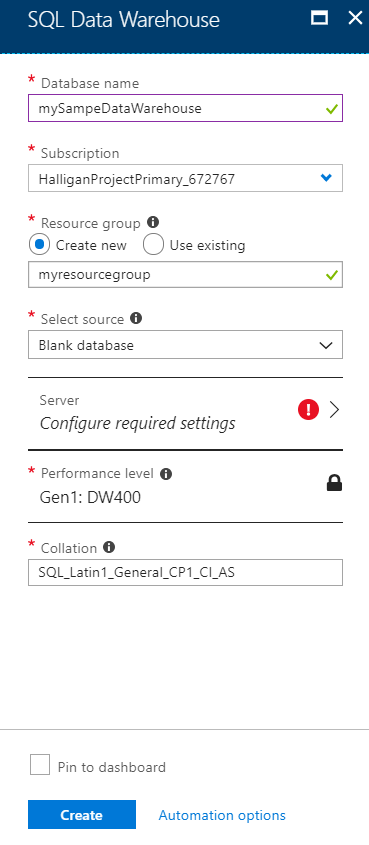 SQL Data Warehouse
* Database name
mySampeDataWarehouse
* Subscription
HalliganProjectPrimary_672767
* Resource group
Create new Use existing
myresourcegroup
* Select source
Blank database
Server
Configure required settings
* Performance level
Gen1: DW400
* Collation
SQL_Latin1_General_CP1_CI_AS
Pin to dashboard
Create Automation options